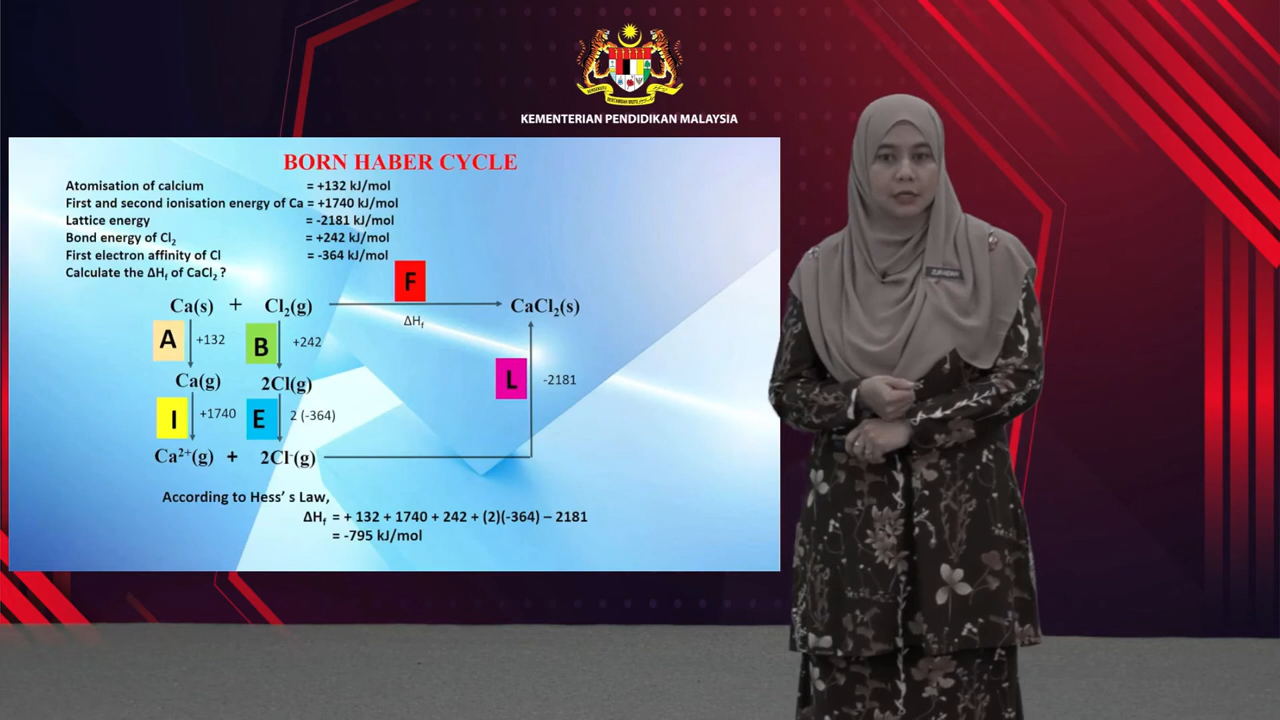 KEMENTERIAN PENDIDIKAN MALAYSIA
BORN HABER CYCLE
Atomisation of calcium = +132 kJ/mol
First and second ionisation energy of Ca = +1740 kJ/mol
Lattice energy = -2181 kJ/mol
Bond energy of Cl₂ = +242 kJ/mol
First electron affinity of Cl = -364 kJ/mol
Calculate the ΔHf of CaCl₂ ?
F
Ca(s) + Cl₂(g) CaCl₂(s)
ΔHf
A +132 B +242
L -2181
Ca(g) 2Cl(g)
I +1740 E 2 (-364)
Ca²⁺(g) + 2Cl⁻(g)
According to Hess' s Law,
ΔHf = + 132 + 1740 + 242 + (2)(-364) – 2181
= -795 kJ/mol